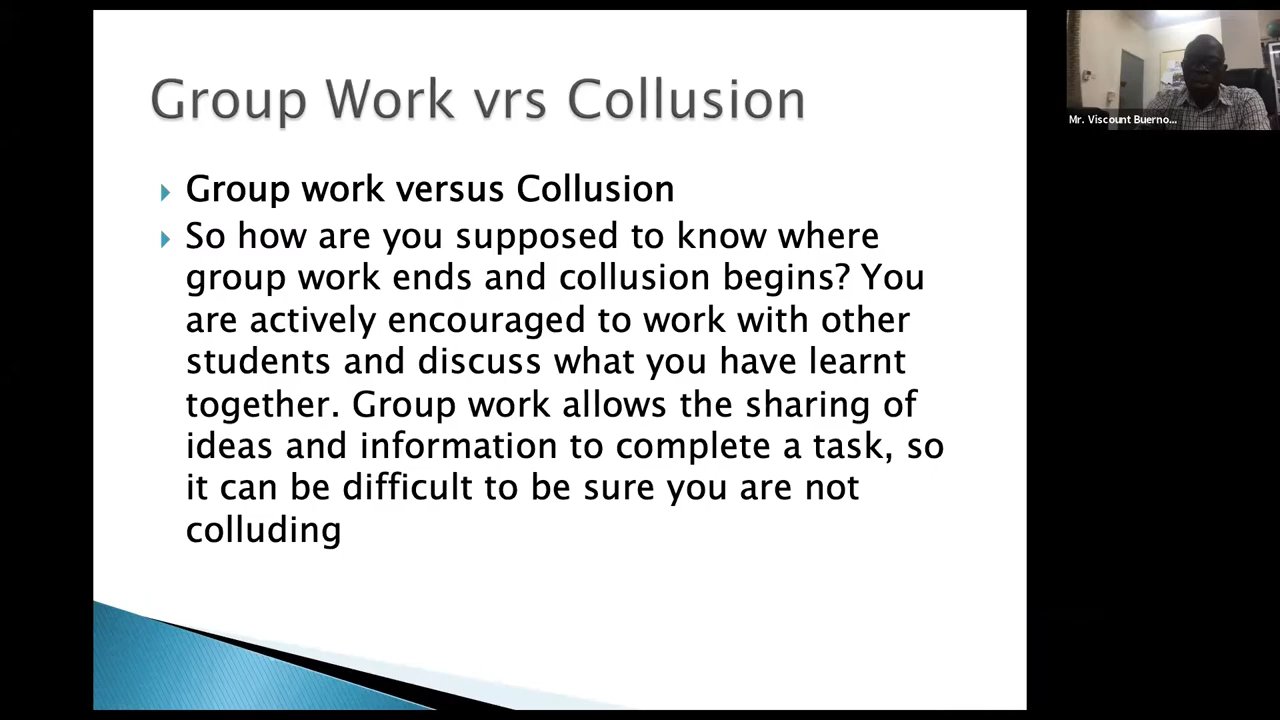 Group Work vrs Collusion
Group work versus Collusion
So how are you supposed to know where
group work ends and collusion begins? You
are actively encouraged to work with other
students and discuss what you have learnt
together. Group work allows the sharing of
ideas and information to complete a task, so
it can be difficult to be sure you are not
colluding
Mr. Viscount Buerno...